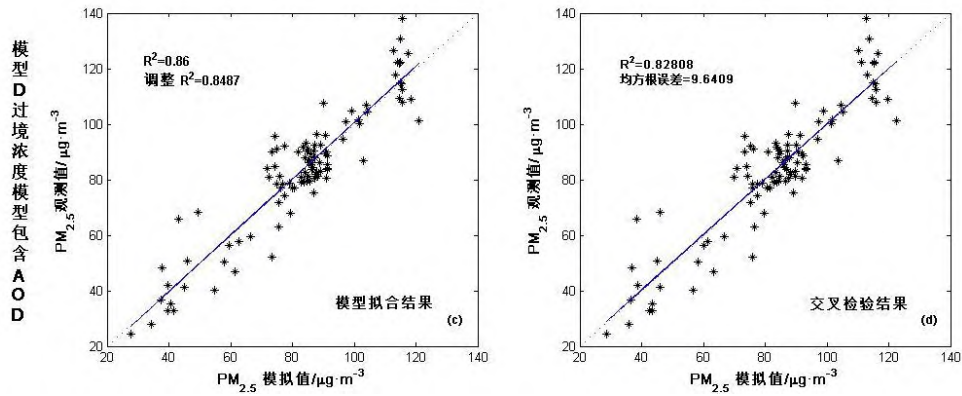 模型D过境浓度模型包含AOD
140
120
100
80
60
40
20
PM2.5 观测值/μg·m⁻³
R²=0.86
调整 R²=0.8487
模型拟合结果
(c)
20 40 60 80 100 120 140
PM2.5 模拟值/μg·m⁻³
140
120
100
80
60
40
20
PM2.5 观测值/μg·m⁻³
R²=0.82808
均方根误差=9.6409
交叉检验结果
(d)
20 40 60 80 100 120 140
PM2.5 模拟值/μg·m⁻³